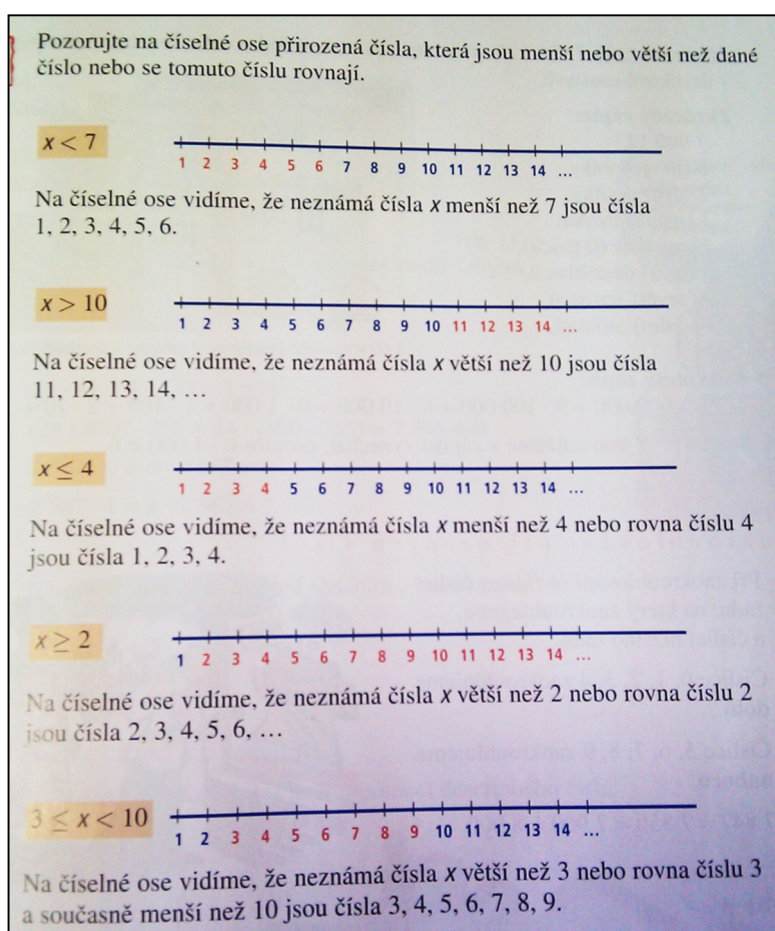 Pozorujte na číselné ose přirozená čísla, která jsou menší nebo větší než dané
číslo nebo se tomuto číslu rovnají.
x < 7
1 2 3 4 5 6 7 8 9 10 11 12 13 14 ...
Na číselné ose vidíme, že neznámá čísla x menší než 7 jsou čísla
1, 2, 3, 4, 5, 6.
x > 10
1 2 3 4 5 6 7 8 9 10 11 12 13 14 ...
Na číselné ose vidíme, že neznámá čísla x větší než 10 jsou čísla
11, 12, 13, 14, ...
x ≤ 4
1 2 3 4 5 6 7 8 9 10 11 12 13 14 ...
Na číselné ose vidíme, že neznámá čísla x menší než 4 nebo rovna číslu 4
jsou čísla 1, 2, 3, 4.
x ≥ 2
1 2 3 4 5 6 7 8 9 10 11 12 13 14 ...
Na číselné ose vidíme, že neznámá čísla x větší než 2 nebo rovna číslu 2
jsou čísla 2, 3, 4, 5, 6, ...
3 ≤ x < 10
1 2 3 4 5 6 7 8 9 10 11 12 13 14 ...
Na číselné ose vidíme, že neznámá čísla x větší než 3 nebo rovna číslu 3
a současně menší než 10 jsou čísla 3, 4, 5, 6, 7, 8, 9.